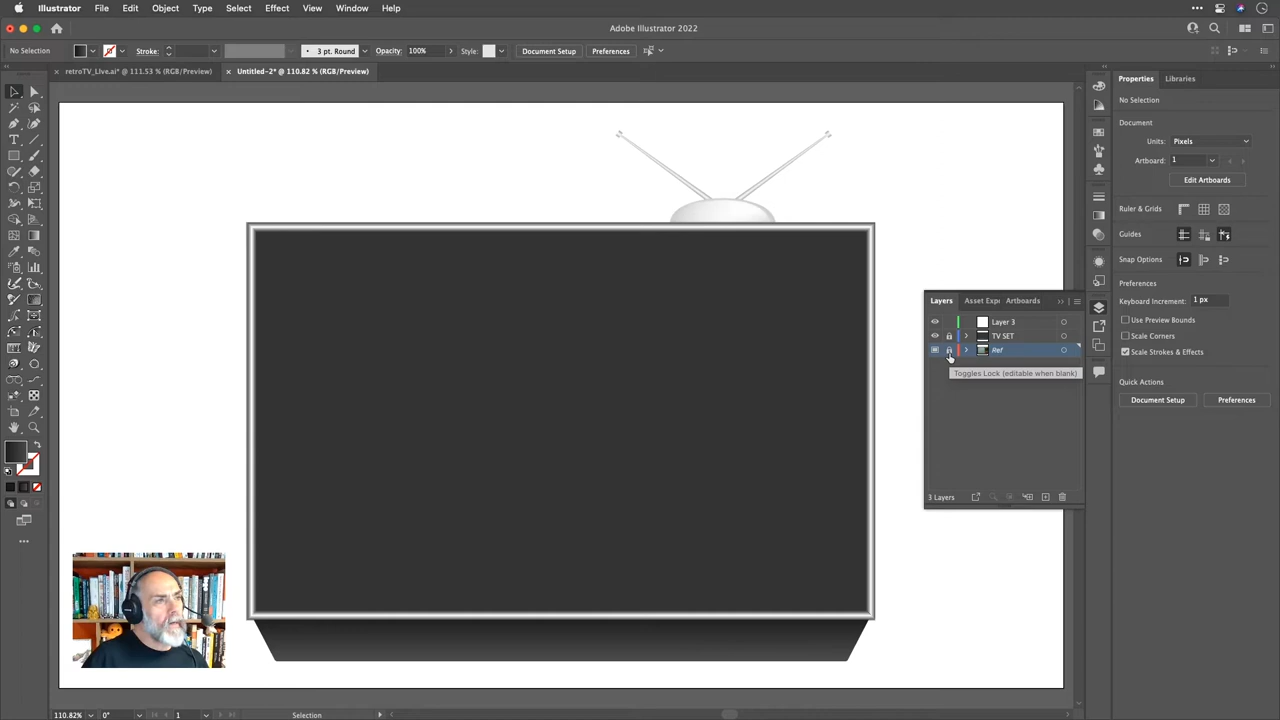 Illustrator File Edit Object Type Select Effect View Window Help
Adobe Illustrator 2022
No Selection Stroke: 3 pt. Round Opacity: 100% Style: Document Setup Preferences
× retroTV_LIve.ai* @ 111.53 % (RGB/Preview) × Untitled-2* @ 110.82 % (RGB/Preview)
Properties Libraries
No Selection
Document
Units: Pixels
Artboard: 1
Edit Artboards
Ruler & Grids
Guides
Snap Options
Preferences
Keyboard Increment: 1 px
Use Preview Bounds
Scale Corners
Scale Strokes & Effects
Quick Actions
Document Setup Preferences
Layers Asset Expo Artboards
Layer 3
TV SET
Ref
Toggles Lock (editable when blank)
3 Layers
110.82% 0° 1 Selection